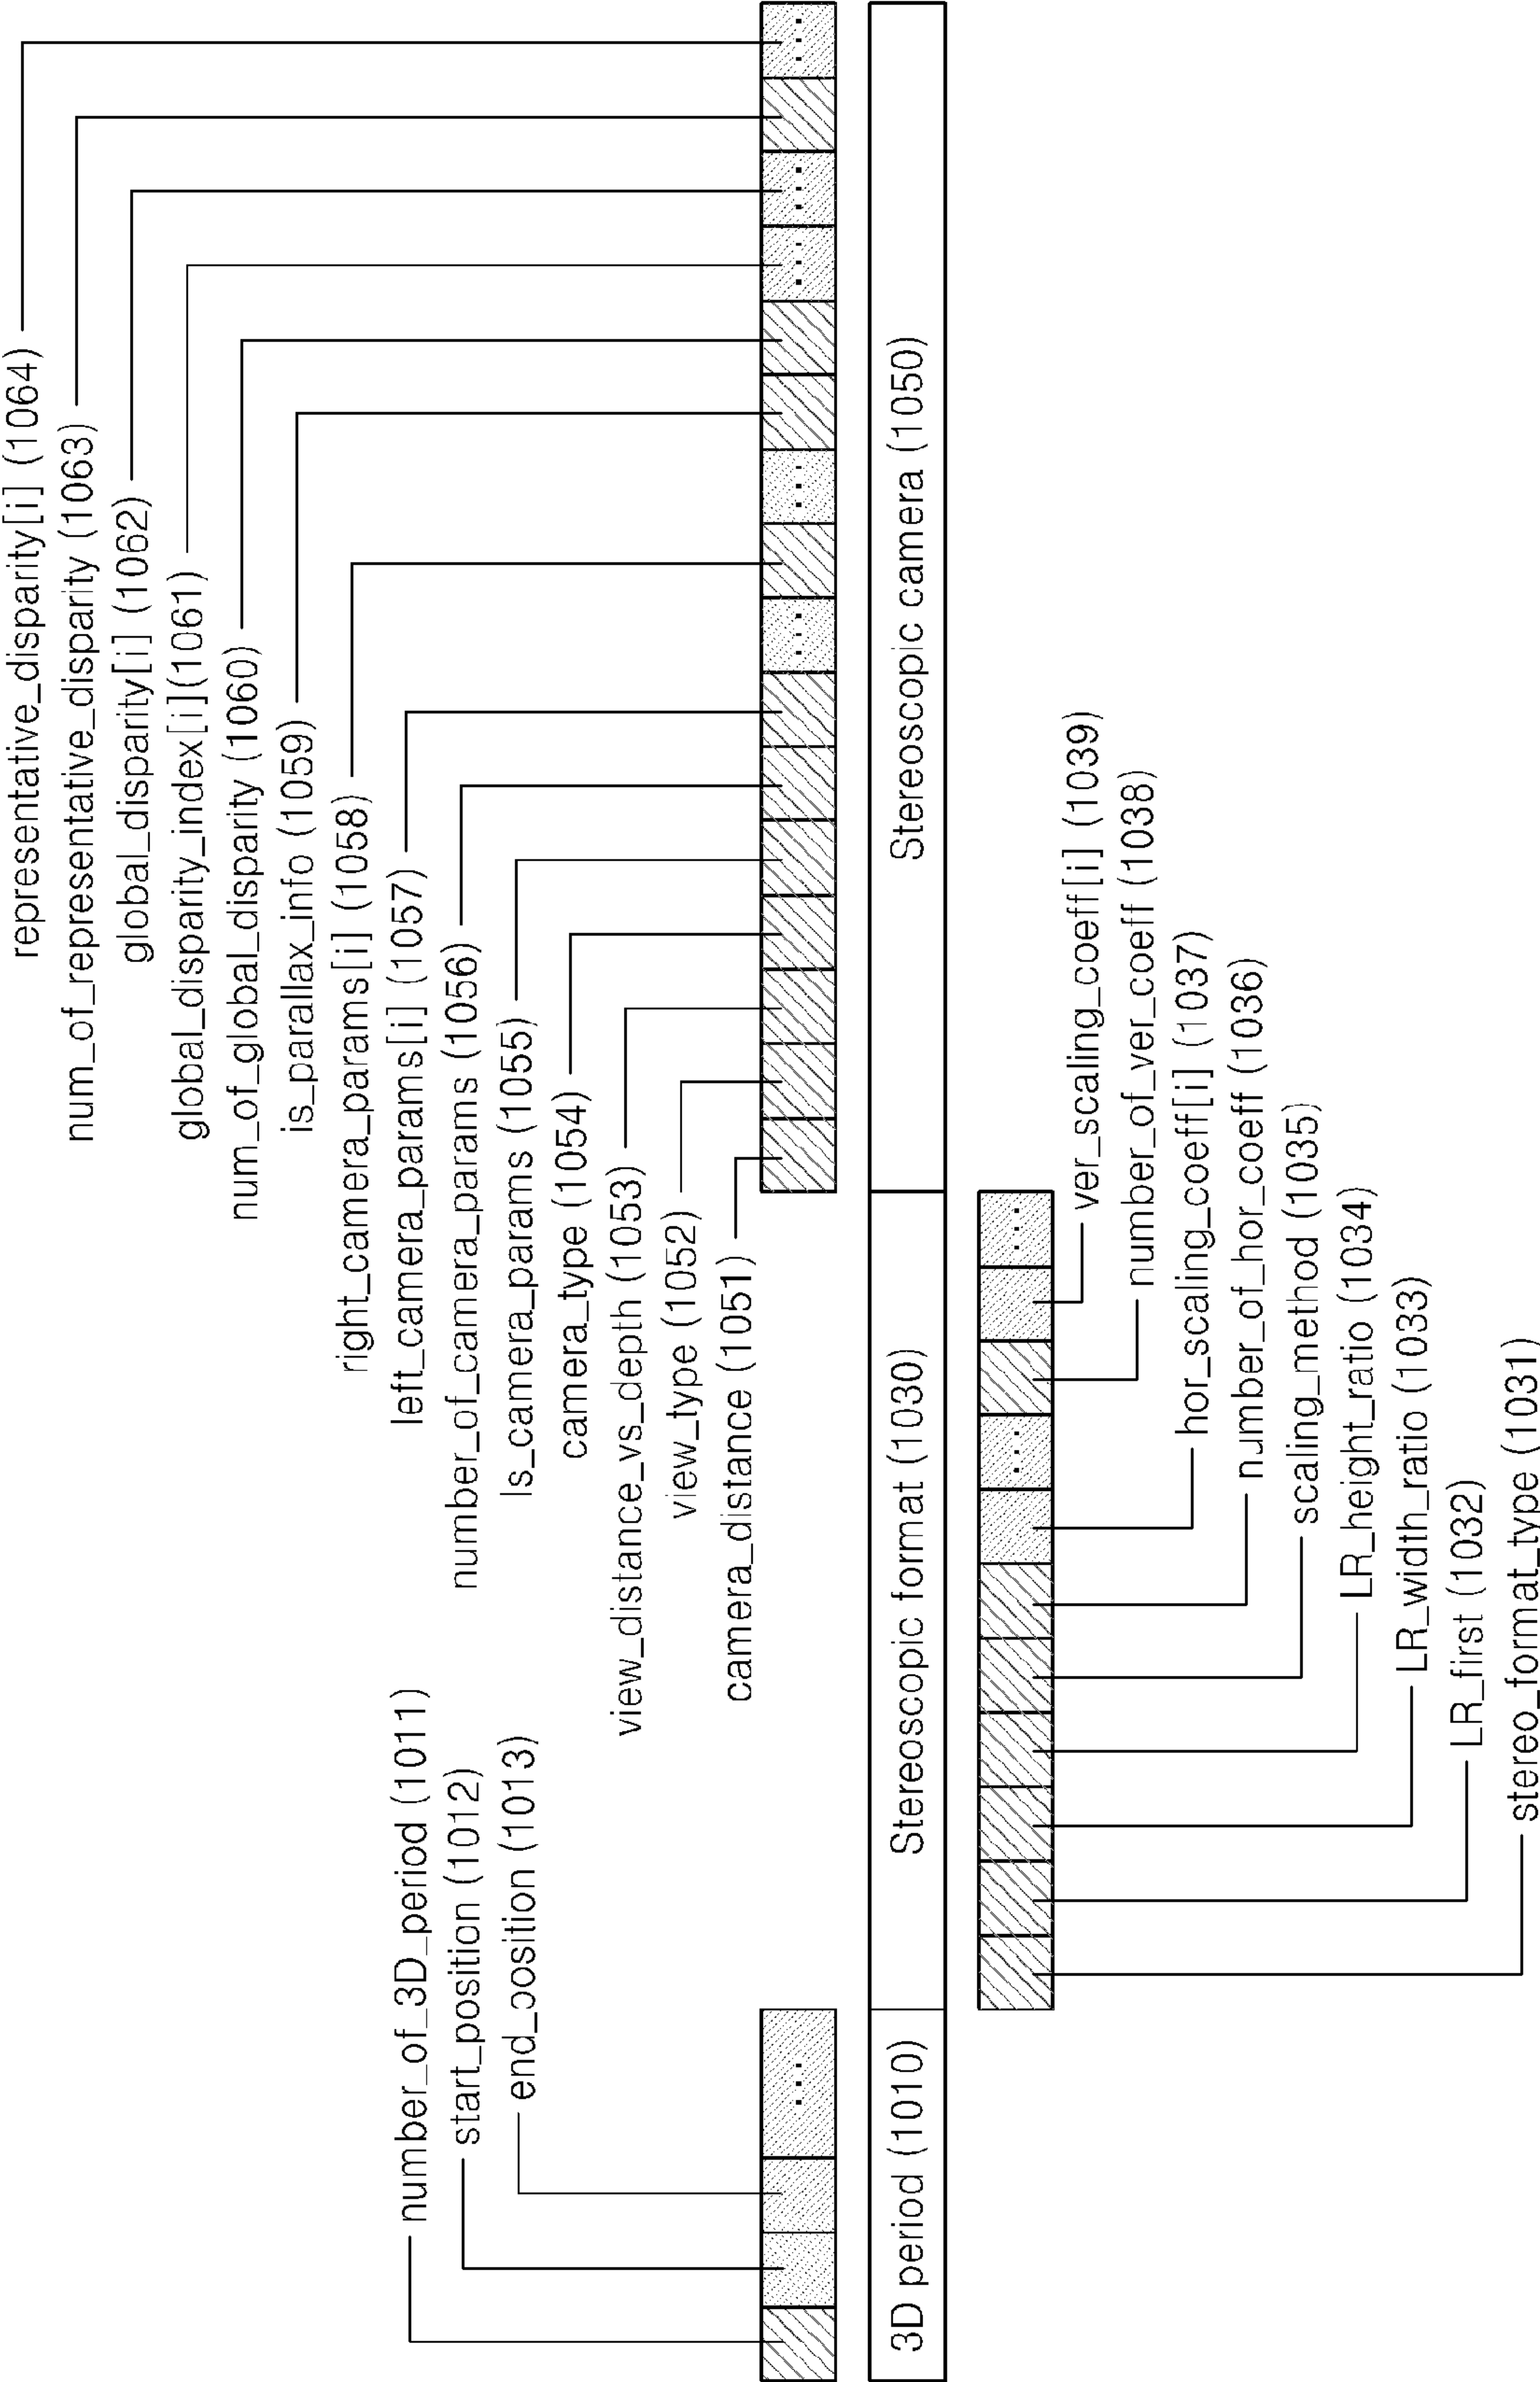 number_of_3D_period (1011)
start_position (1012)
end_position (1013)
representative_disparity[i] (1064)
num_of_representative_disparity (1063)
global_disparity[i] (1062)
global_disparity_index[i](1061)
num_of_global_disparity (1060)
is_parallax_info (1059)
right_camera_params[i] (1058)
left_camera_params[i] (1057)
number_of_camera_params (1056)
Is_camera_params (1055)
camera_type (1054)
view_distance_vs_depth (1053)
view_type (1052)
camera_distance (1051)
...
...
...
...
...
...
3D period (1010)
Stereoscopic format (1030)
Stereoscopic camera (1050)
...
...
ver_scaling_coeff[i] (1039)
number_of_ver_coeff (1038)
hor_scaling_coeff[i] (1037)
number_of_hor_coeff (1036)
scaling_method (1035)
LR_height_ratio (1034)
LR_width_ratio (1033)
LR_first (1032)
stereo_format_type (1031)